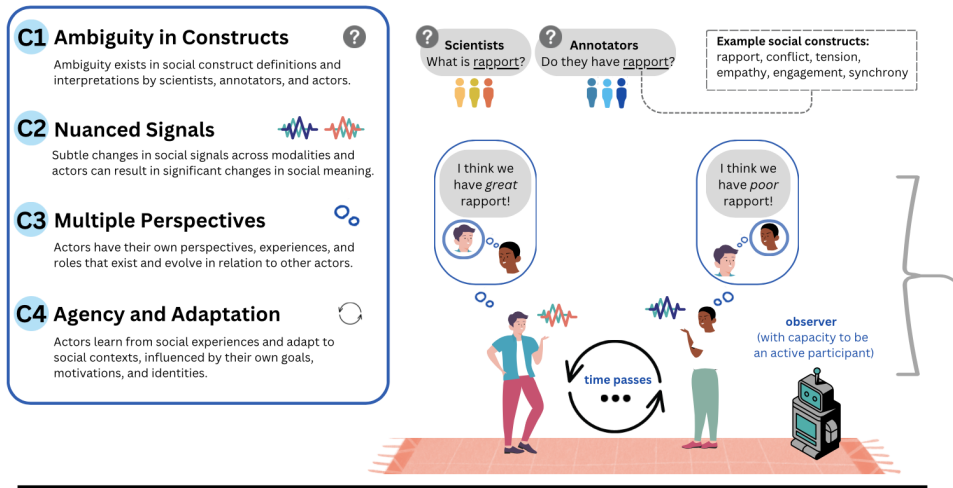 C1 Ambiguity in Constructs ?
Ambiguity exists in social construct definitions and
interpretations by scientists, annotators, and actors.
C2 Nuanced Signals
Subtle changes in social signals across modalities and
actors can result in significant changes in social meaning.
C3 Multiple Perspectives
Actors have their own perspectives, experiences, and
roles that exist and evolve in relation to other actors.
C4 Agency and Adaptation
Actors learn from social experiences and adapt to
social contexts, influenced by their own goals,
motivations, and identities.
? Scientists
What is rapport?
? Annotators
Do they have rapport?
Example social constructs:
rapport, conflict, tension,
empathy, engagement, synchrony
I think we
have great
rapport!
I think we
have poor
rapport!
time passes
observer
(with capacity to be
an active participant)